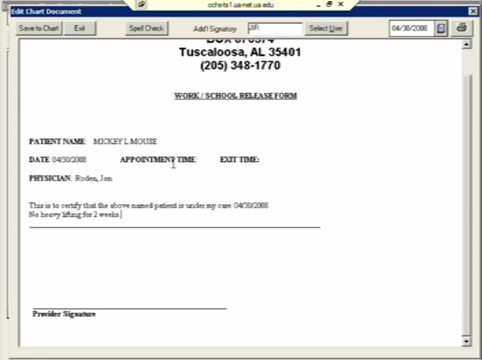 ochs-ts1.ua-net.ua.edu
Edit Chart Document
Save to Chart Exit Spell Check Add'l Signatory JIR Select User 04/30/2008
Tuscaloosa, AL 35401
(205) 348-1770
WORK / SCHOOL RELEASE FORM
PATIENT NAME MICKEY L MOUSE
DATE 04/30/2008 APPOINTMENT TIME: EXIT TIME:
PHYSICIAN: Roden, Jon
This is to certify that the above named patient is under my care: 04/30/2008
No heavy lifting for 2 weeks.
Provider Signature